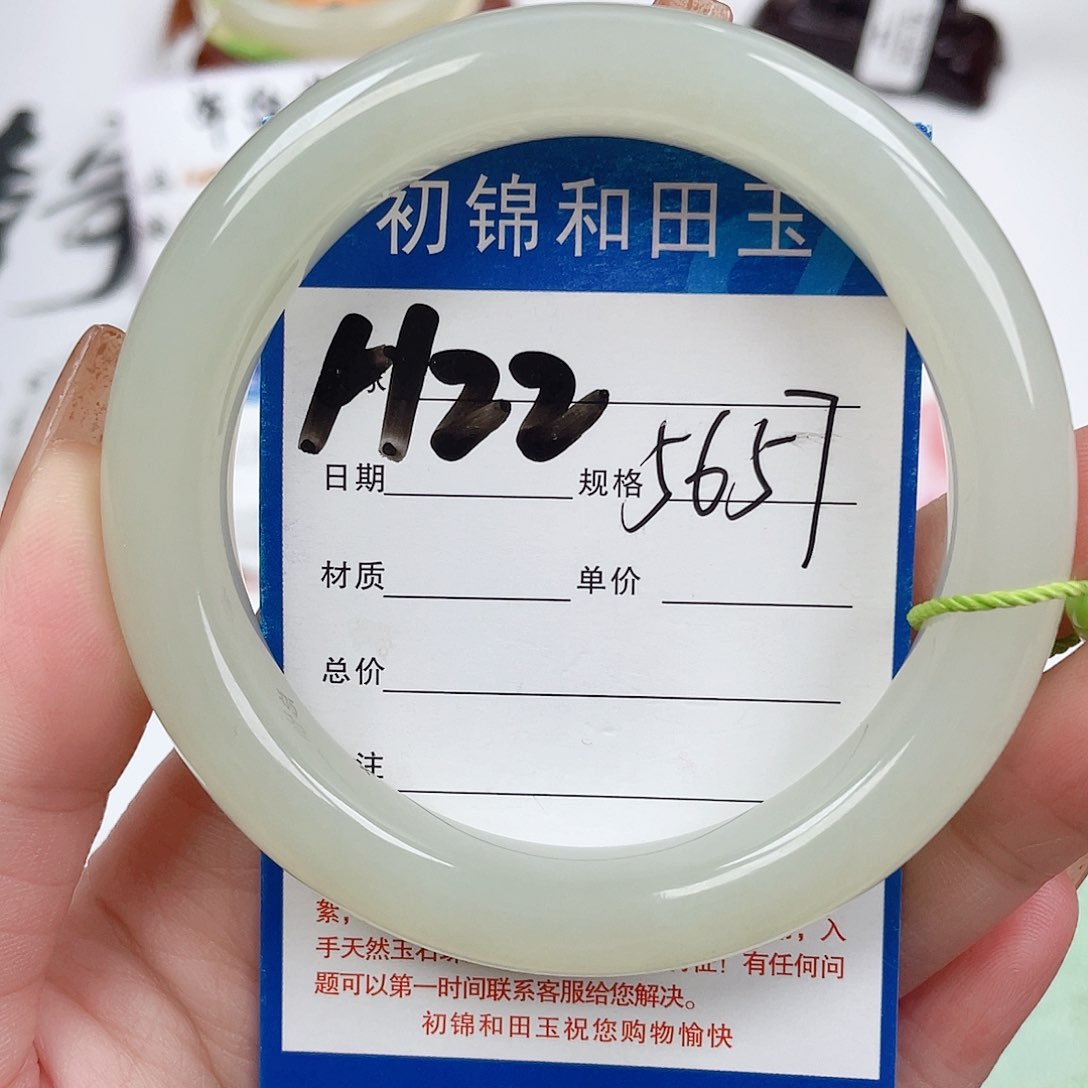 初锦和田玉
H22
日期 规格 5657
材质 单价
总价
注
絮， ，入
手天然玉石 ！有任何问
题可以第一时间联系客服给您解决。
初锦和田玉祝您购物愉快